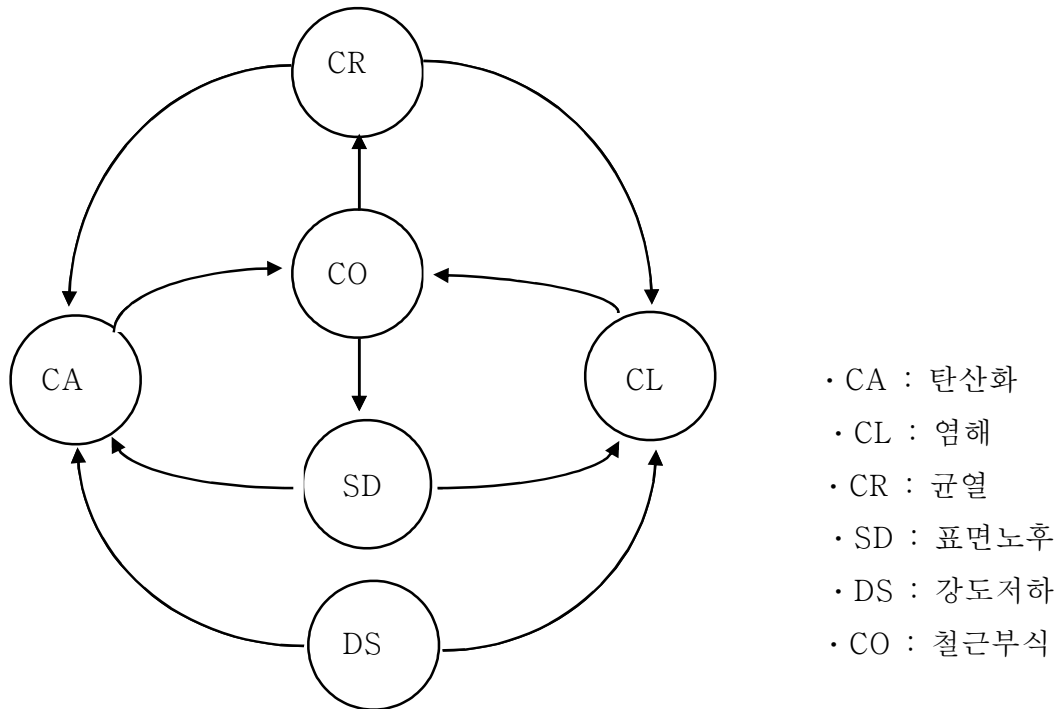 CR
CO
CA
CL
SD
DS
· CA : 탄산화
· CL : 염해
· CR : 균열
· SD : 표면노후
· DS : 강도저하
· CO : 철근부식